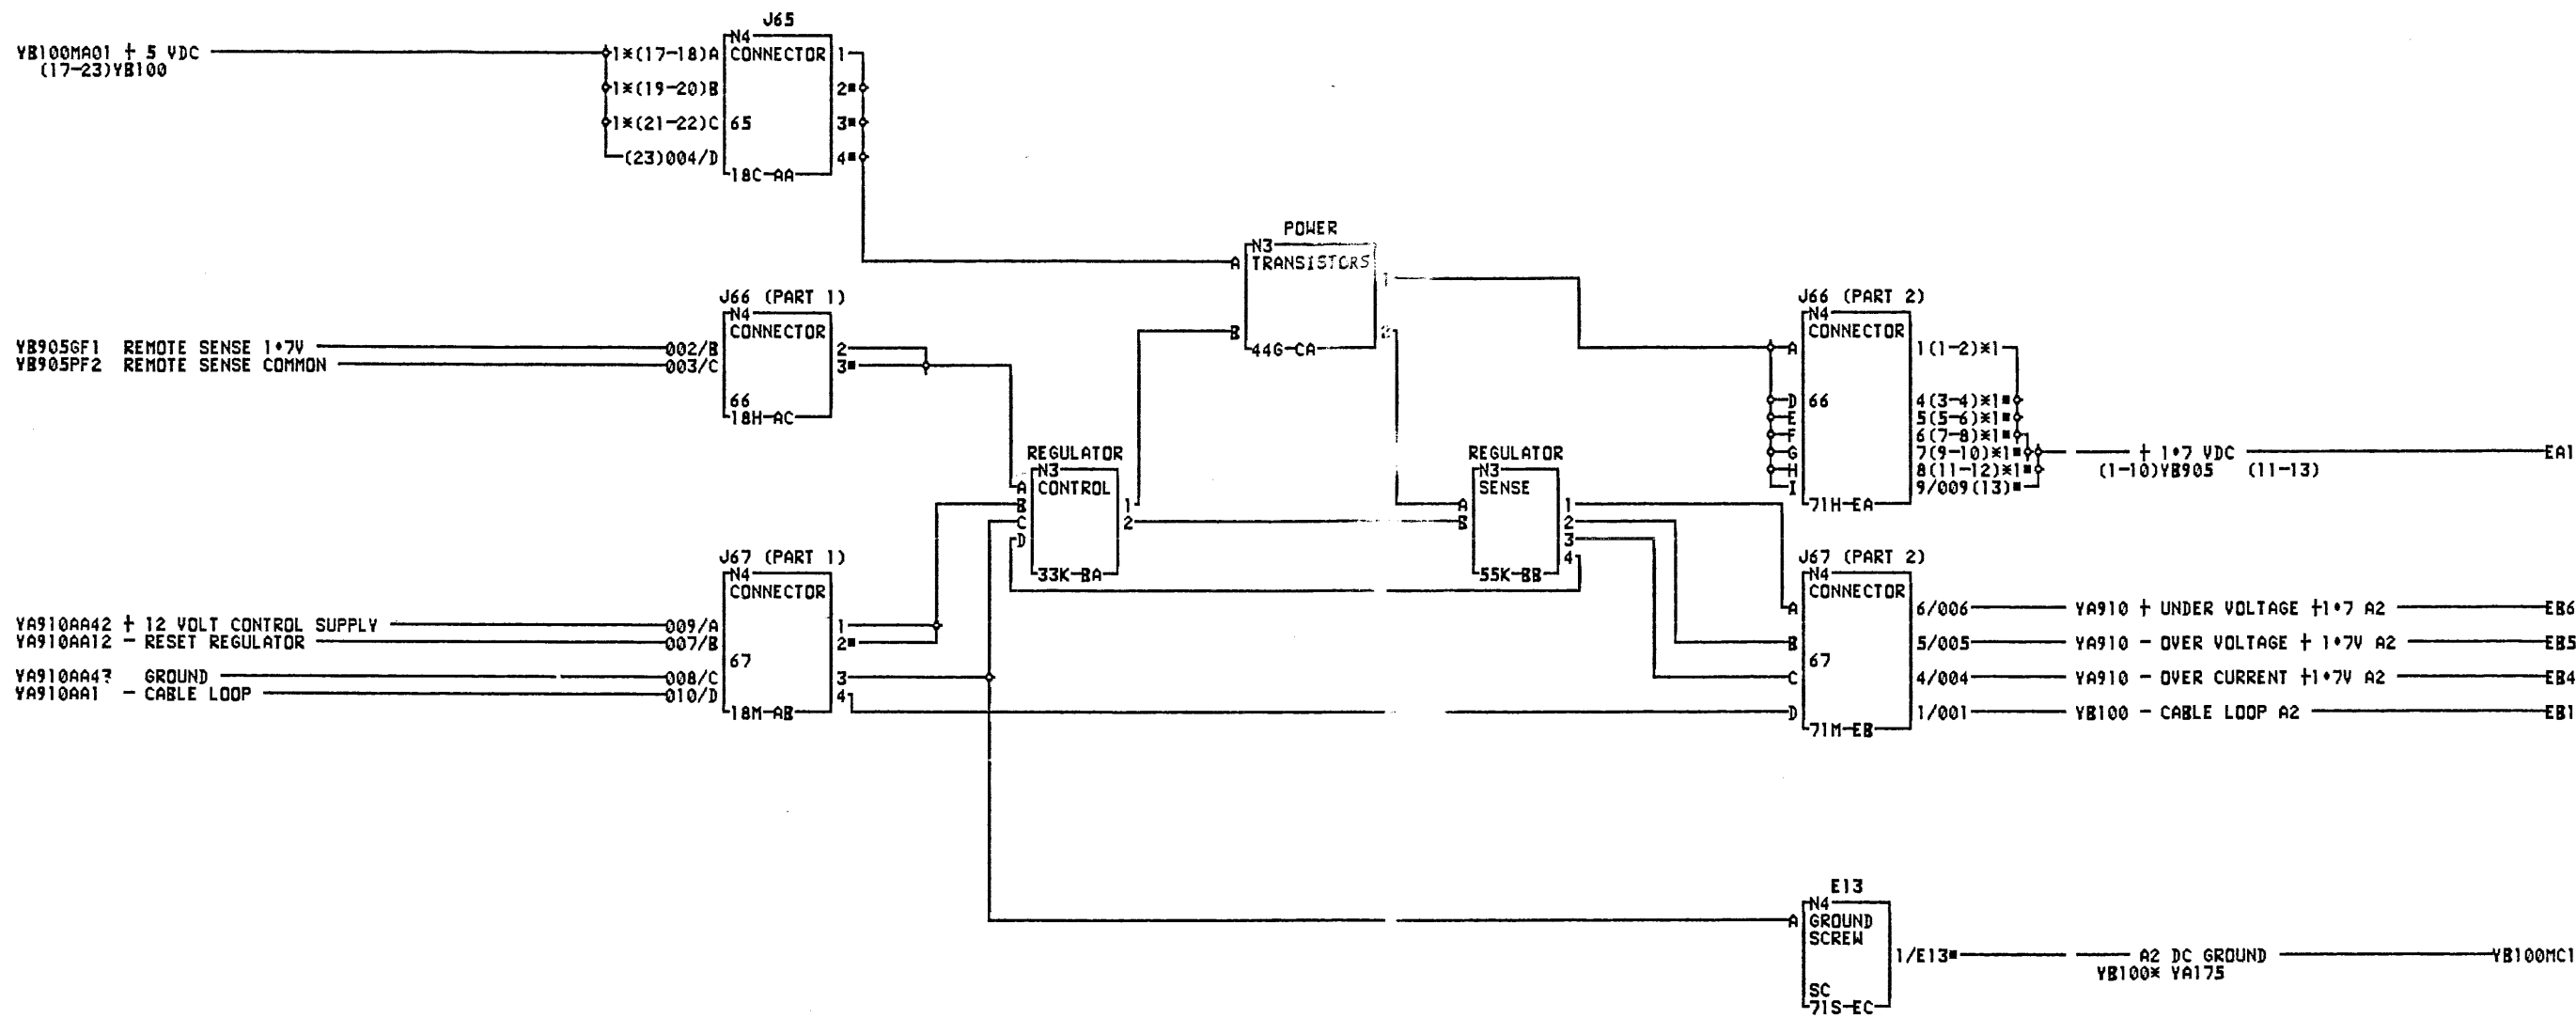 J65
N4
YB100MA01 + 5 VDC
(17-23)YB100
1*(17-18)A CONNECTOR 1
1*(19-20)B 2■
1*(21-22)C 65 3■
(23)004/D 4■
18C-AA
POWER
N3
A TRANSISTORS 1
B 2
44G-CA
J66 (PART 1)
N4
CONNECTOR
YB905GF1 REMOTE SENSE 1•7V 002/B 2
YB905PF2 REMOTE SENSE COMMON 003/C 3■
66
18H-AC
J66 (PART 2)
N4
CONNECTOR
A 1(1-2)*1
D 66 4(3-4)*1■
E 5(5-6)*1■
F 6(7-8)*1■
G 7(9-10)*1■ + 1•7 VDC EA1
H 8(11-12)*1■ (1-10)YB905 (11-13)
I 9/009(13)■
71H-EA
REGULATOR
N3
A CONTROL
B 1
C 2
D
33K-BA
REGULATOR
N3
SENSE
A 1
B 2
3
4
55K-BB
J67 (PART 1)
N4
CONNECTOR
YA910AA42 + 12 VOLT CONTROL SUPPLY 009/A 1
YA910AA12 - RESET REGULATOR 007/B 2■
67
GROUND 008/C 3
YA910AA1 - CABLE LOOP 010/D 4
18M-AB
J67 (PART 2)
N4
CONNECTOR
A 6/006 YA910 + UNDER VOLTAGE +1•7 A2 EB6
B 5/005 YA910 - OVER VOLTAGE + 1•7V A2 EB5
67
C 4/004 YA910 - OVER CURRENT +1•7V A2 EB4
D 1/001 YB100 - CABLE LOOP A2 EB1
71M-EB
E13
N4
A GROUND
SCREW
1/E13■ A2 DC GROUND YB100MC1
YB100* YA175
SC
71S-EC